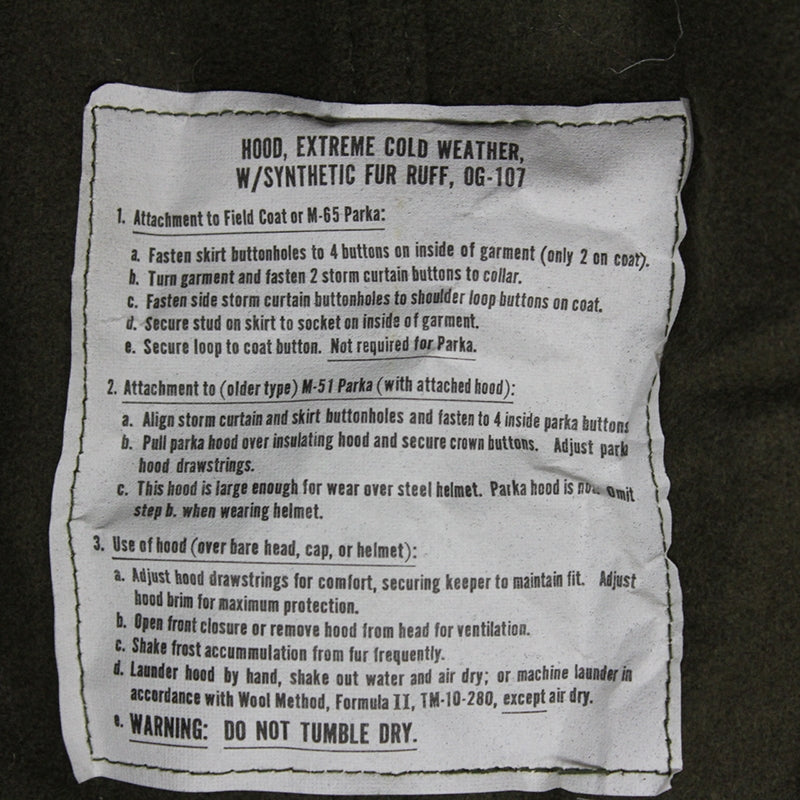 HOOD, EXTREME COLD WEATHER,
W/SYNTHETIC FUR RUFF, OG-107
1. Attachment to Field Coat or M-65 Parka:
a. Fasten skirt buttonholes to 4 buttons on inside of garment (only 2 on coat).
b. Turn garment and fasten 2 storm curtain buttons to collar.
c. Fasten side storm curtain buttonholes to shoulder loop buttons on coat.
d. Secure stud on skirt to socket on inside of garment.
e. Secure loop to coat button. Not required for Parka.
2. Attachment to (older type) M-51 Parka (with attached hood):
a. Align storm curtain and skirt buttonholes and fasten to 4 inside parka buttons
b. Pull parka hood over insulating hood and secure crown buttons. Adjust park
hood drawstrings.
c. This hood is large enough for wear over steel helmet. Parka hood is omit
step b. when wearing helmet.
3. Use of hood (over bare head, cap, or helmet):
a. Adjust hood drawstrings for comfort, securing keeper to maintain fit. Adjust
hood brim for maximum protection.
b. Open front closure or remove hood from head for ventilation.
c. Shake frost accummulation from fur frequently.
d. Launder hood by hand, shake out water and air dry; or machine launder in
accordance with Wool Method, Formula II, TM-10-280, except air dry.
e. WARNING: DO NOT TUMBLE DRY.